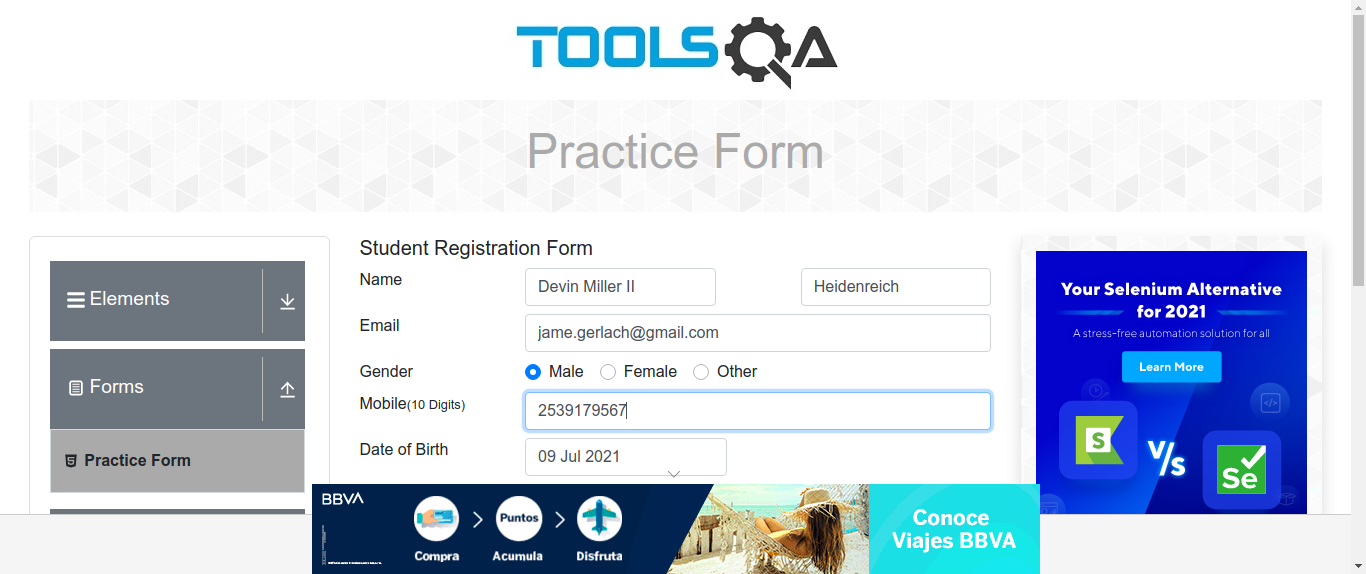 TOOLSQA
Practice Form
Elements
Forms
Practice Form
Student Registration Form
Name
Devin Miller II
Heidenreich
Email
jame.gerlach@gmail.com
Gender
Male
Female
Other
Mobile(10 Digits)
2539179567
Date of Birth
09 Jul 2021
Your Selenium Alternative
for 2021
A stress-free automation solution for all
Learn More
S
V/s
Se
BBVA
Compra
Puntos
Acumula
Disfruta
Conoce
Viajes BBVA